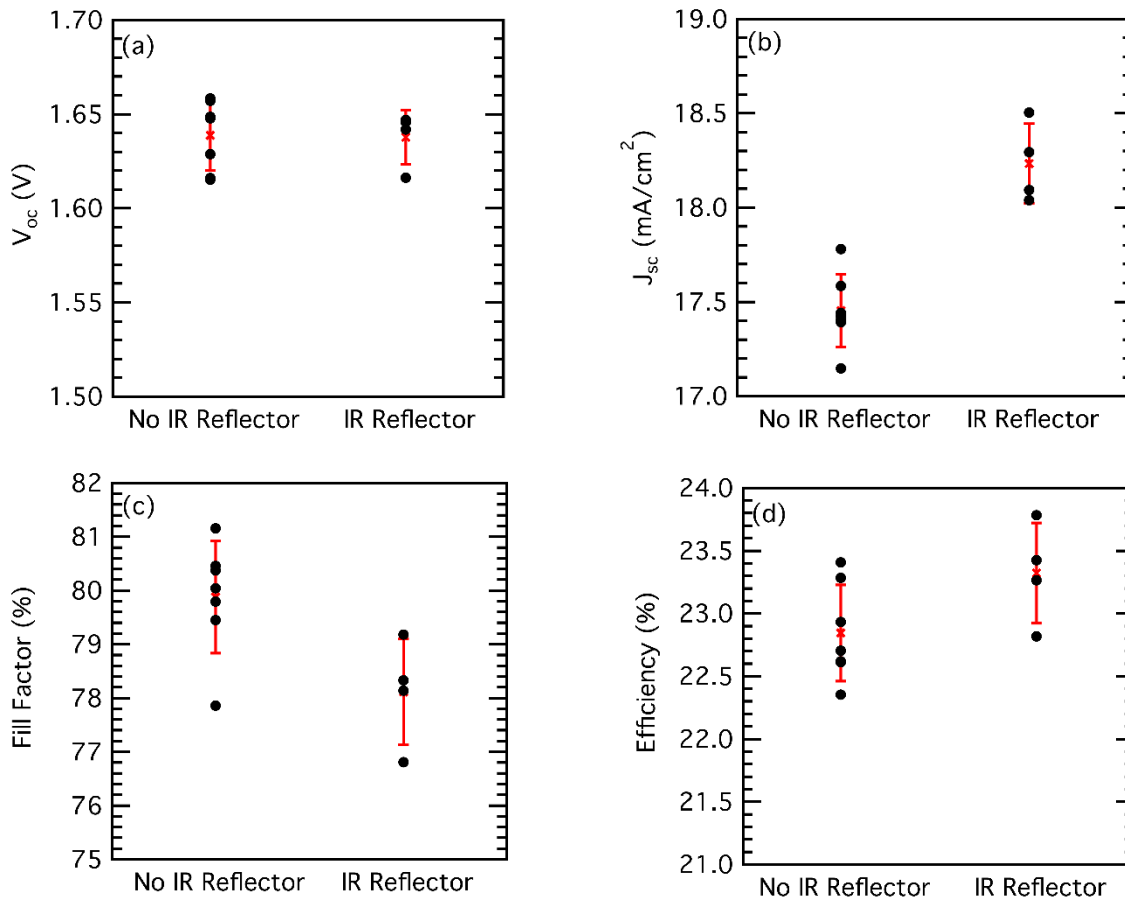 (a)
V_oc (V)
1.70
1.65
1.60
1.55
1.50
No IR Reflector
IR Reflector
(b)
J_sc (mA/cm²)
19.0
18.5
18.0
17.5
17.0
No IR Reflector
IR Reflector
(c)
Fill Factor (%)
82
81
80
79
78
77
76
75
No IR Reflector
IR Reflector
(d)
Efficiency (%)
24.0
23.5
23.0
22.5
22.0
21.5
21.0
No IR Reflector
IR Reflector